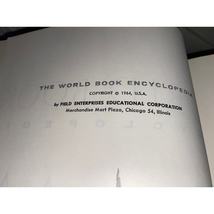 THE WORLD BOOK ENCYCLOPEDIA
COPYRIGHT © 1964, U.S.A.
by FIELD ENTERPRISES EDUCATIONAL CORPORATION
Merchandise Mart Plaza, Chicago 54, Illinois